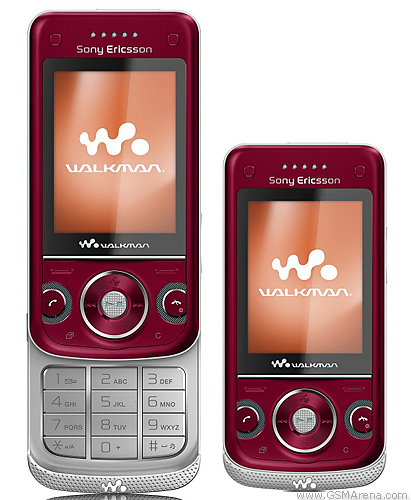 Sony Ericsson
WALKMAN
WALKMAN
C
1
2 ABC
3 DEF
4 GHI
5 JKL
6 MNO
7 PQRS
8 TUV
9 WXYZ
* a/A
0 +
#
Sony Ericsson
WALKMAN
WALKMAN
C
www.GSMArena.com